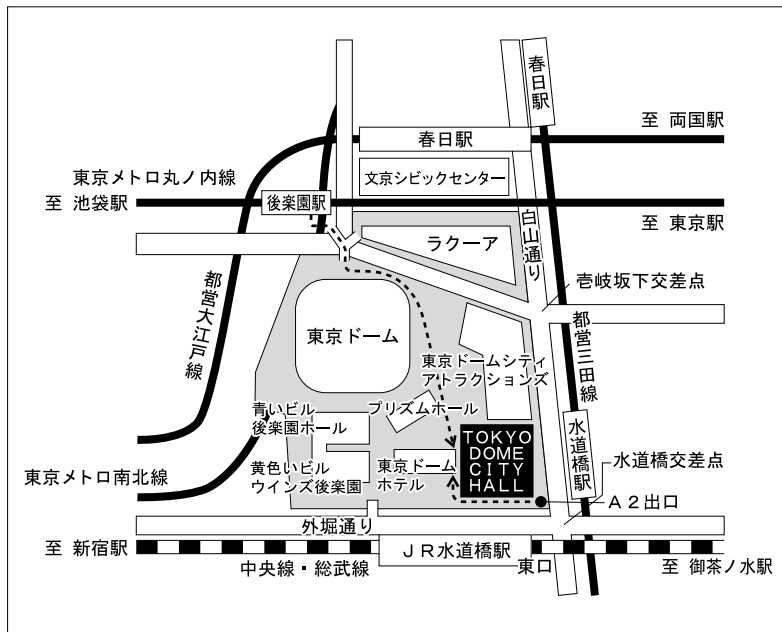 春日駅
至 両国駅
春日駅
東京メトロ丸ノ内線
文京シビックセンター
至 池袋駅
後楽園駅
至 東京駅
白山通り
ラクーア
壱岐坂下交差点
都営大江戸線
東京ドーム
都営三田線
東京ドームシティ
アトラクションズ
青いビル
後楽園ホール
プリズムホール
TOKYO
DOME
CITY
HALL
水道橋駅
黄色いビル
ウインズ後楽園
東京ドーム
ホテル
水道橋交差点
東京メトロ南北線
A2出口
外堀通り
至 新宿駅
JR水道橋駅
中央線・総武線
東口
至 御茶ノ水駅